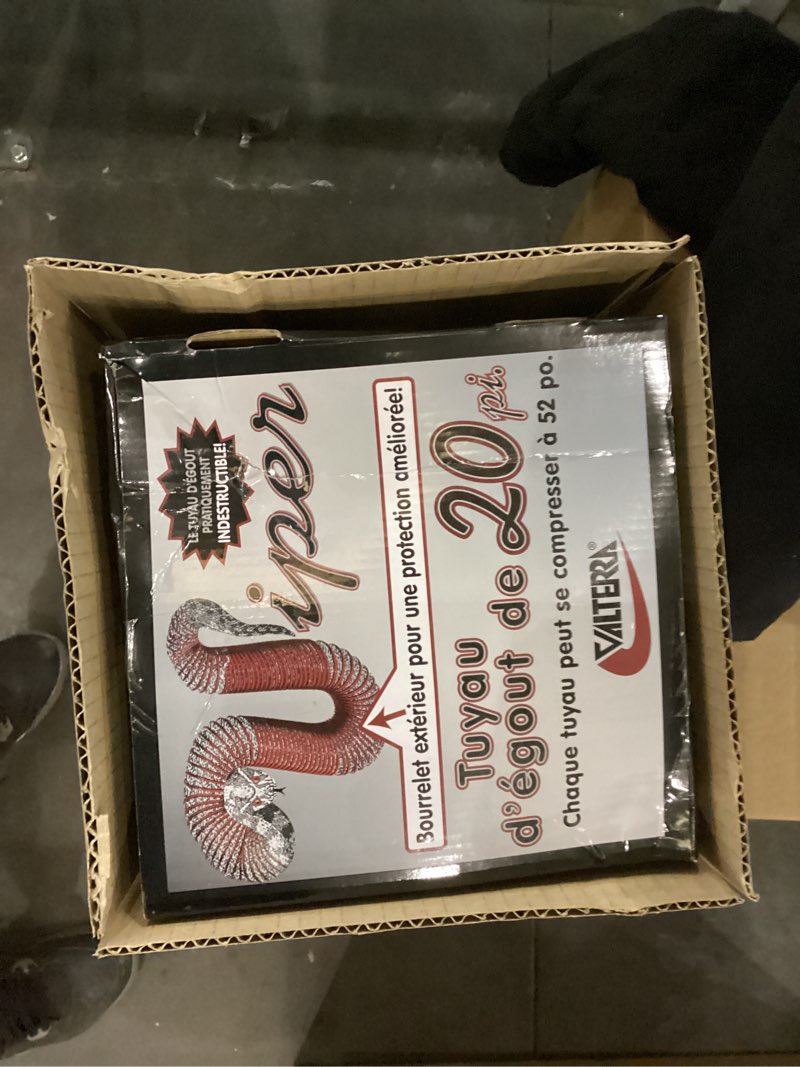 LE TUYAU D'ÉGOUT
PRATIQUEMENT
INDESTRUCTIBLE!
Viper
Bourrelet extérieur pour une protection améliorée!
Tuyau
d'égout de 20 pi.
Chaque tuyau peut se compresser à 52 po.
VALTERRA®